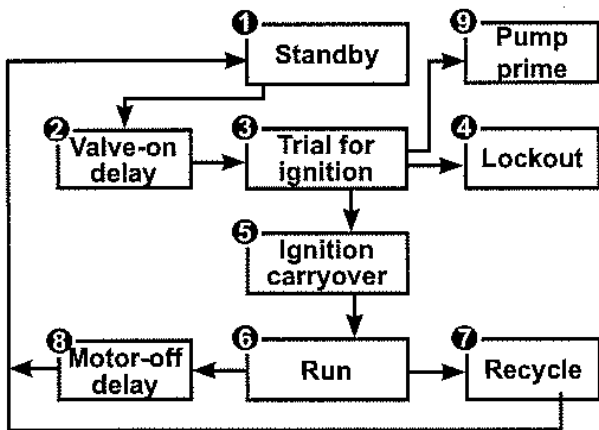 1
Standby
9
Pump
prime
2
Valve-on
delay
3
Trial for
ignition
4
Lockout
5
Ignition
carryover
8
Motor-off
delay
6
Run
7
Recycle